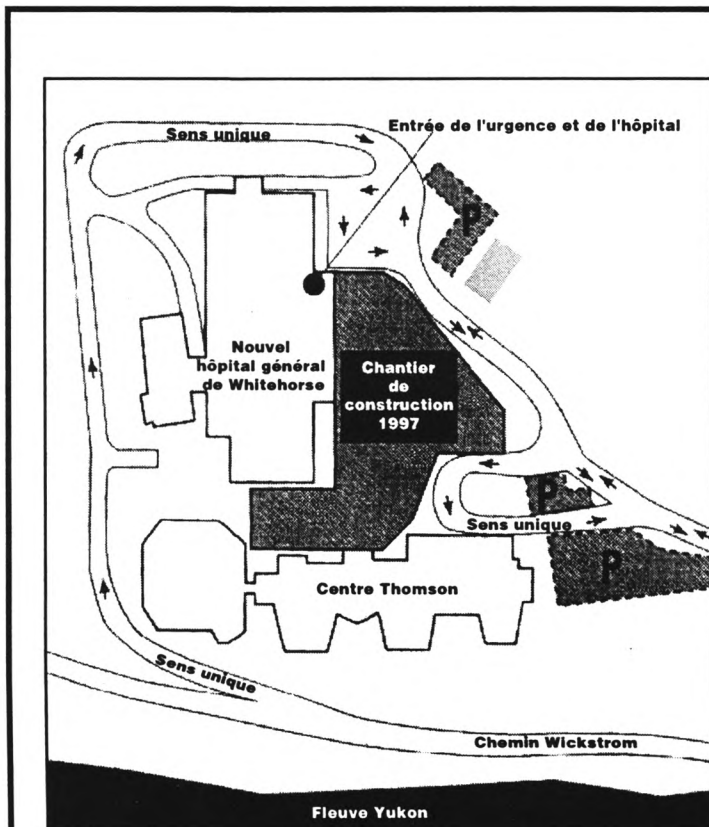 Sens unique
Entrée de l'urgence et de l'hôpital
P
Nouvel
hôpital général
de Whitehorse
Chantier
de
construction
1997
P
Sens unique
P
Centre Thomson
Sens unique
Chemin Wickstrom
Fleuve Yukon